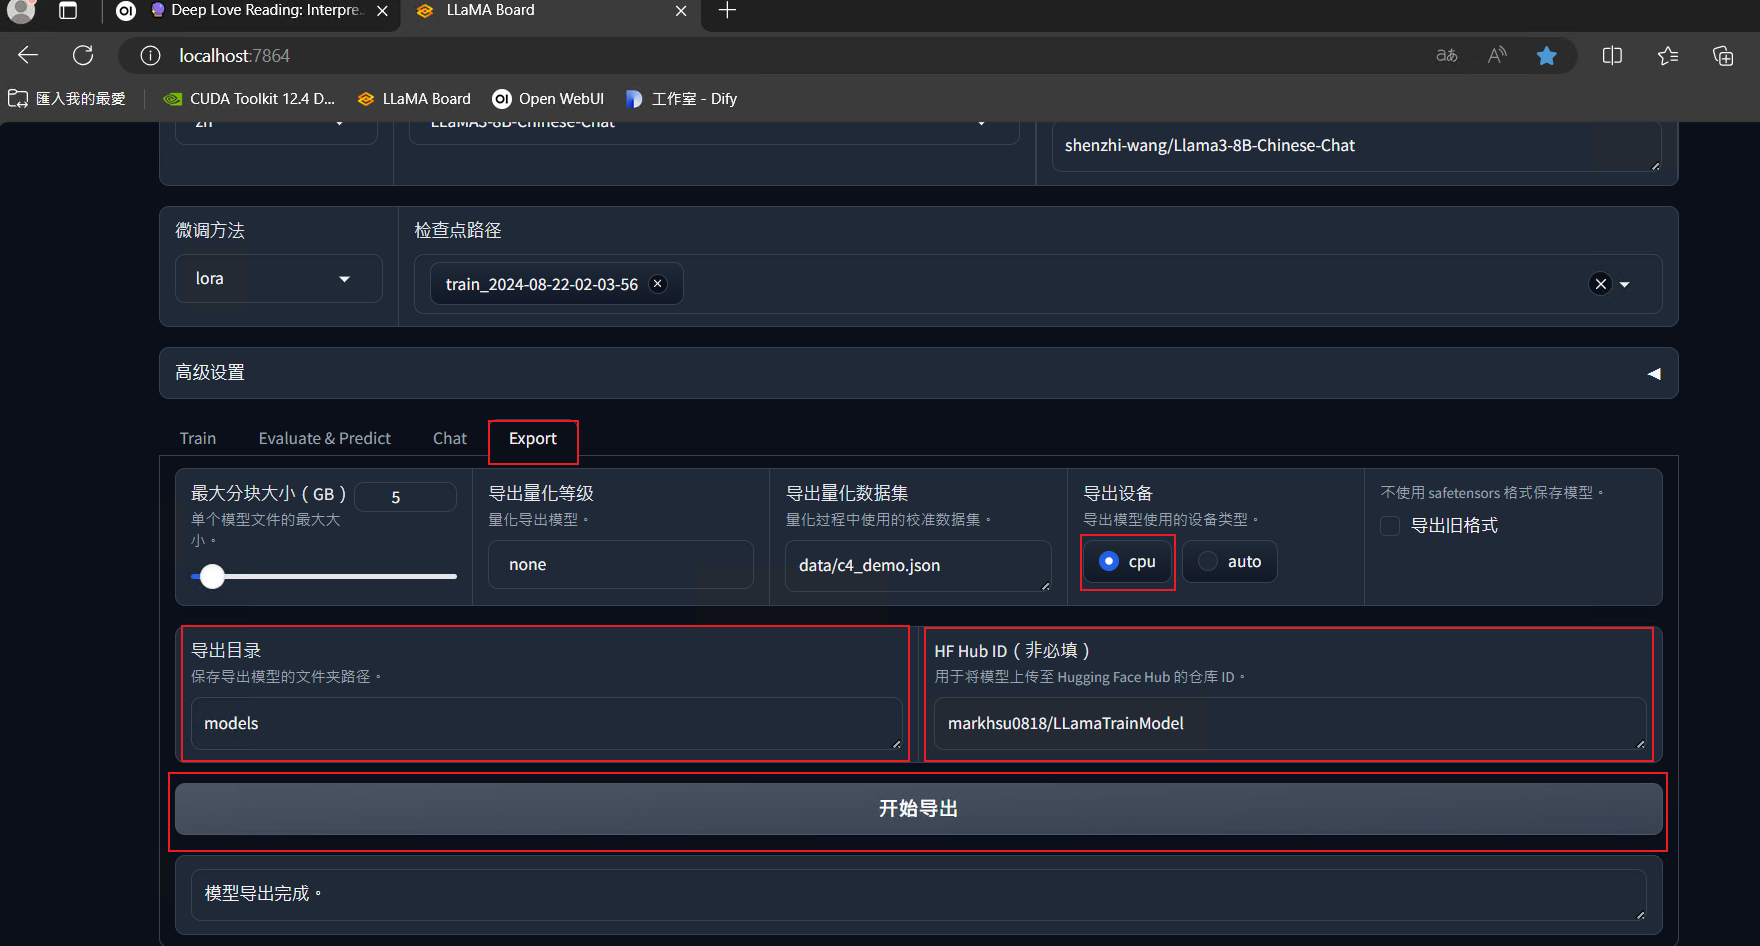 Deep Love Reading: Interpre...
LLaMA Board
localhost:7864
匯入我的最愛
CUDA Toolkit 12.4 D...
LLaMA Board
Open WebUI
工作室 - Dify
zh
LLaMA3-8B-Chinese-Chat
shenzhi-wang/Llama3-8B-Chinese-Chat
微调方法
检查点路径
lora
train_2024-08-22-02-03-56
高级设置
Train
Evaluate & Predict
Chat
Export
最大分块大小（GB）
5
单个模型文件的最大大
小。
导出量化等级
量化导出模型。
none
导出量化数据集
量化过程中使用的校准数据集。
data/c4_demo.json
导出设备
导出模型使用的设备类型。
cpu
auto
不使用 safetensors 格式保存模型。
导出旧格式
导出目录
保存导出模型的文件夹路径。
models
HF Hub ID（非必填）
用于将模型上传至 Hugging Face Hub 的仓库 ID。
markhsu0818/LLamaTrainModel
开始导出
模型导出完成。